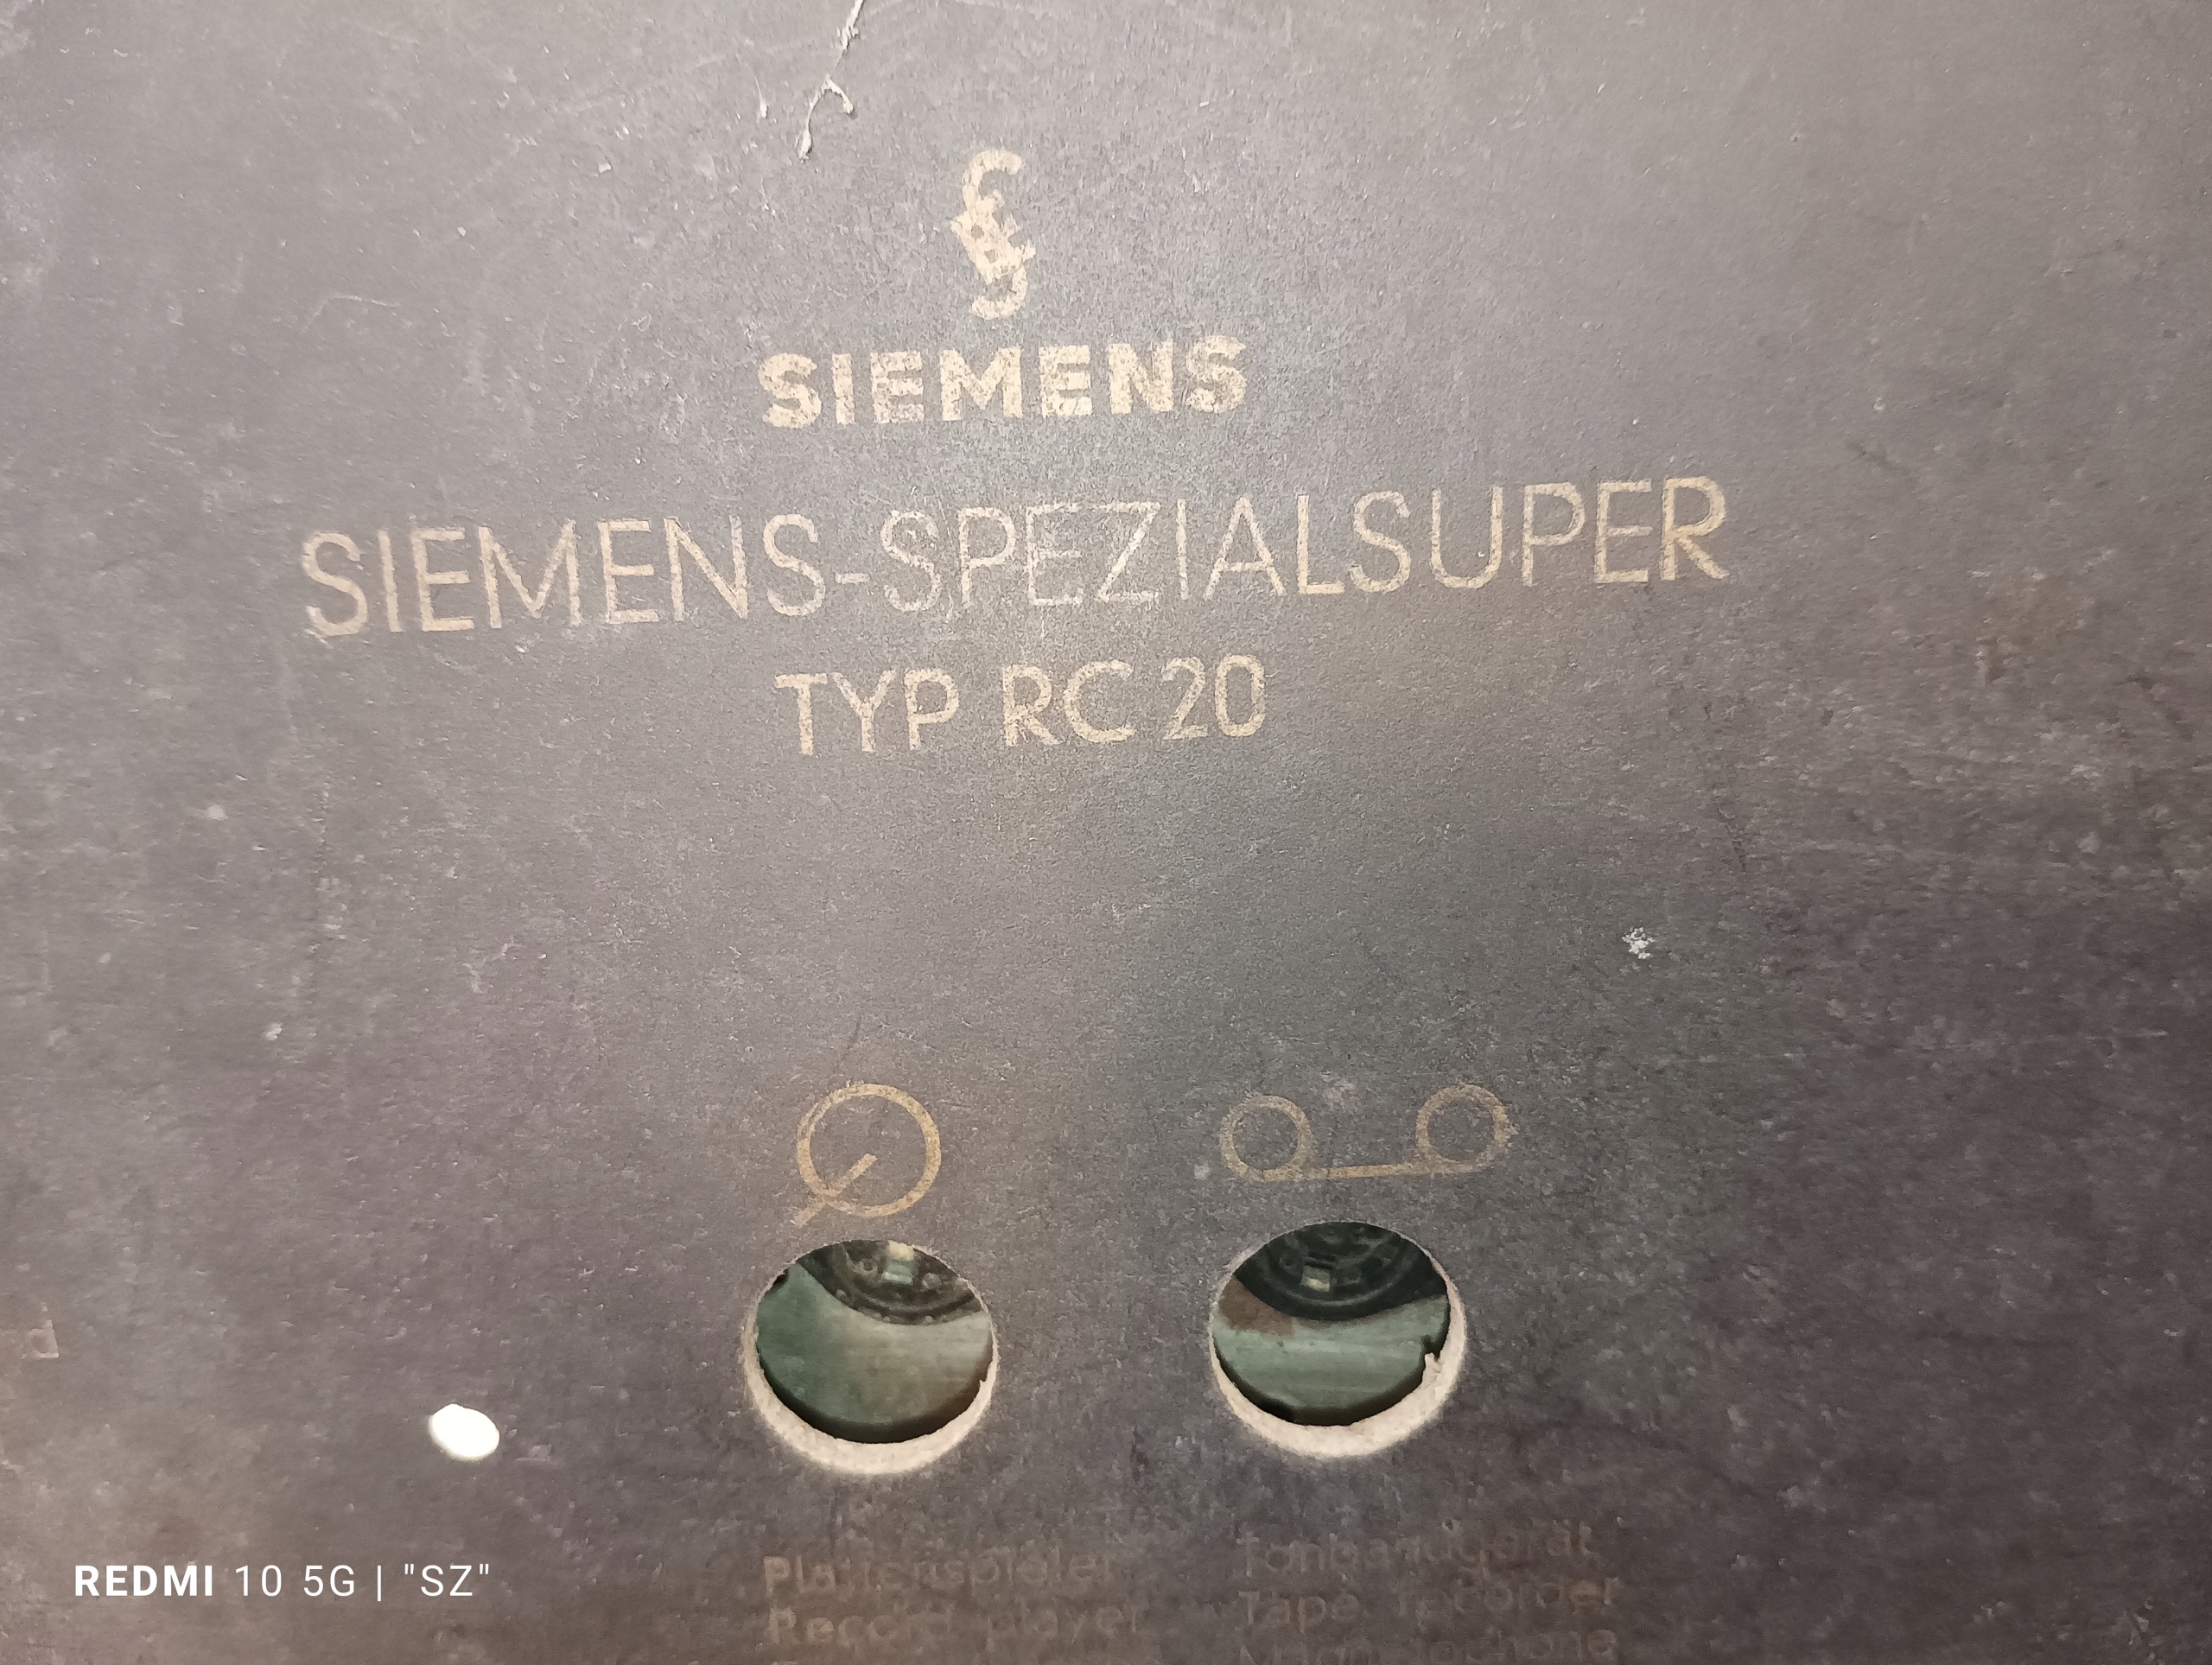 SIEMENS
SIEMENS-SPEZIALSUPER
TYP RC 20
Plattenspieler
Tonbandgerät
Record player
Tape recorder
REDMI 10 5G | "SZ"